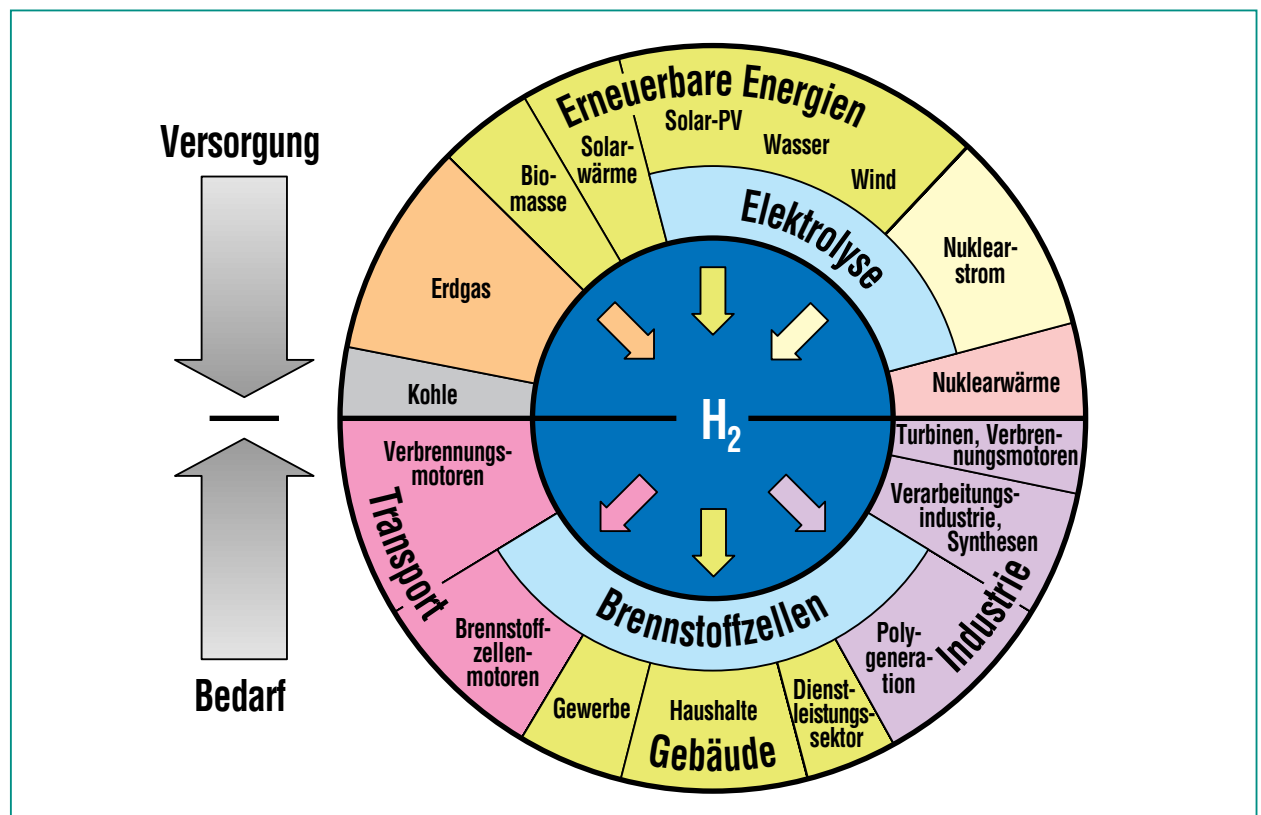 Versorgung
Bedarf
Erneuerbare Energien
Solar-PV
Wasser
Wind
Solar-
wärme
Bio-
masse
Elektrolyse
Nuklear-
strom
Erdgas
Nuklearwärme
Kohle
H2
Verbrennungs-
motoren
Transport
Brennstoff-
zellen-
motoren
Brennstoffzellen
Gewerbe
Haushalte
Gebäude
Dienst-
leistungs-
sektor
Poly-
genera-
tion
Industrie
Turbinen, Verbren-
nungsmotoren
Verarbeitungs-
industrie,
Synthesen